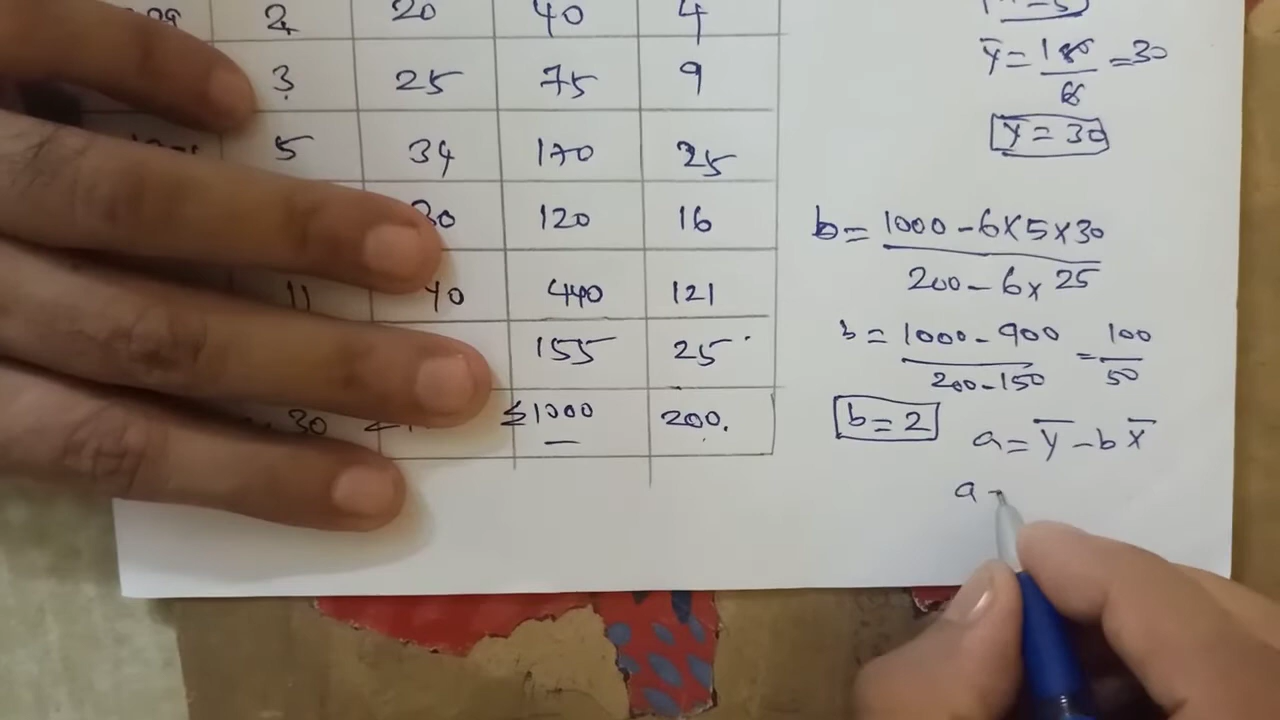 2 20 40 4
3 25 75 9
5 34 170 25
30 120 16
11 40 440 121
155 25
30 Σ1000 200.
ȳ = 180/6 = 30
ȳ = 30
b = 1000 - 6×5×30 / 200 - 6× 25
b = 1000 - 900 / 200 - 150 = 100 / 50
b = 2
a = ȳ - b x̄
a -